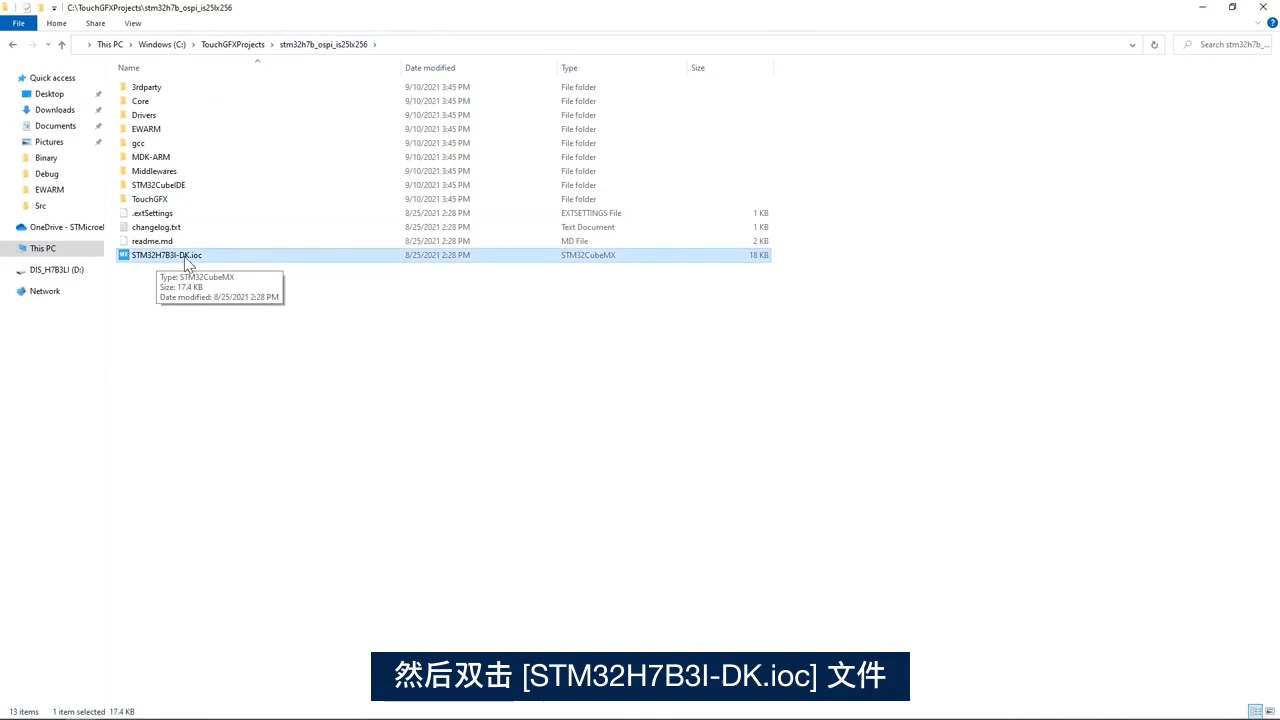 C:\TouchGFXProjects\stm32h7b_ospi_is25lx256
File Home Share View
This PC Windows (C:) TouchGFXProjects stm32h7b_ospi_is25lx256 Search stm32h7b_...
Name Date modified Type Size
Quick access
Desktop
Downloads
Documents
Pictures
Binary
Debug
EWARM
Src
OneDrive - STMicroel
This PC
DIS_H7B3LI (D:)
Network
3rdparty 9/10/2021 3:45 PM File folder
Core 9/10/2021 3:45 PM File folder
Drivers 9/10/2021 3:45 PM File folder
EWARM 9/10/2021 3:45 PM File folder
gcc 9/10/2021 3:45 PM File folder
MDK-ARM 9/10/2021 3:45 PM File folder
Middlewares 9/10/2021 3:45 PM File folder
STM32CubeIDE 9/10/2021 3:45 PM File folder
TouchGFX 9/10/2021 3:45 PM File folder
.extSettings 8/25/2021 2:28 PM EXTSETTINGS File 1 KB
changelog.txt 8/25/2021 2:28 PM Text Document 1 KB
readme.md 8/25/2021 2:28 PM MD File 2 KB
STM32H7B3I-DK.ioc 8/25/2021 2:28 PM STM32CubeMX 18 KB
Type: STM32CubeMX
Size: 17.4 KB
Date modified: 8/25/2021 2:28 PM
然后双击 [STM32H7B3I-DK.ioc] 文件
13 items 1 item selected 17.4 KB